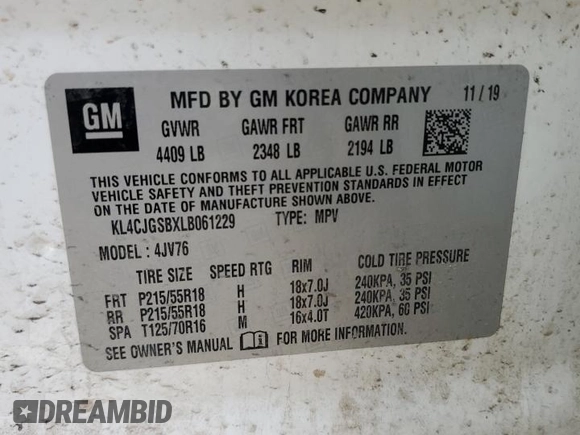 GM
MFD BY GM KOREA COMPANY 11/19
GVWR GAWR FRT GAWR RR
4409 LB 2348 LB 2194 LB
THIS VEHICLE CONFORMS TO ALL APPLICABLE U.S. FEDERAL MOTOR
VEHICLE SAFETY AND THEFT PREVENTION STANDARDS IN EFFECT
ON THE DATE OF MANUFACTURE SHOWN ABOVE.
KL4CJGSBXLB061229 TYPE: MPV
MODEL: 4JV76
TIRE SIZE SPEED RTG RIM COLD TIRE PRESSURE
FRT P215/55R18 H 18x7.0J 240KPA, 35 PSI
RR P215/55R18 H 18x7.0J 240KPA, 35 PSI
SPA T125/70R16 M 16x4.0T 420KPA, 60 PSI
SEE OWNER'S MANUAL FOR MORE INFORMATION.
DREAMBID